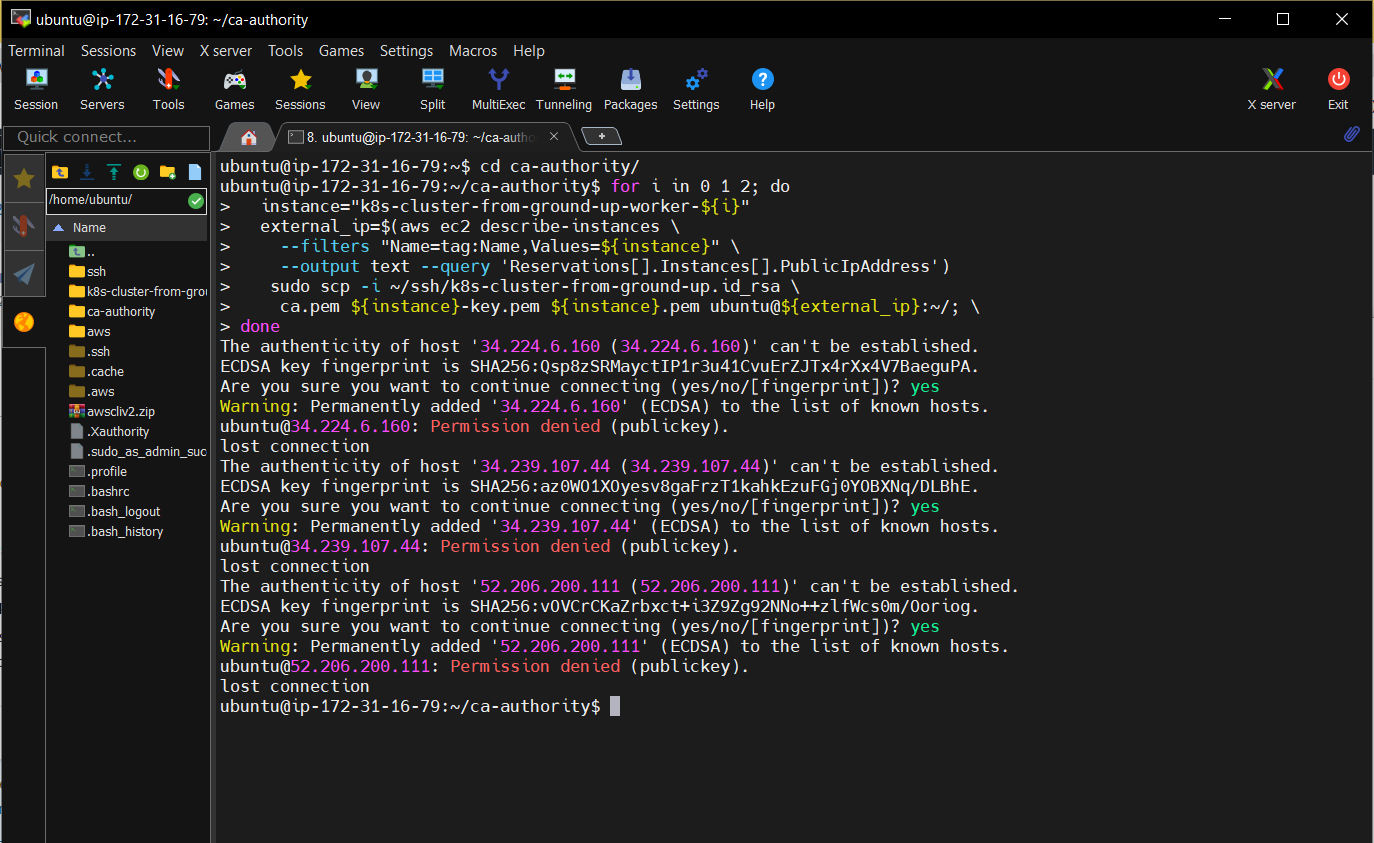 ubuntu@ip-172-31-16-79: ~/ca-authority
Terminal Sessions View X server Tools Games Settings Macros Help
Session Servers Tools Games Sessions View Split MultiExec Tunneling Packages Settings Help X server Exit
Quick connect...
8. ubuntu@ip-172-31-16-79: ~/ca-autho
/home/ubuntu/
Name
..
ssh
k8s-cluster-from-grou
ca-authority
aws
.ssh
.cache
.aws
awscliv2.zip
.Xauthority
.sudo_as_admin_suc
.profile
.bashrc
.bash_logout
.bash_history
ubuntu@ip-172-31-16-79:~$ cd ca-authority/
ubuntu@ip-172-31-16-79:~/ca-authority$ for i in 0 1 2; do
>   instance="k8s-cluster-from-ground-up-worker-${i}"
>   external_ip=$(aws ec2 describe-instances \
>     --filters "Name=tag:Name,Values=${instance}" \
>     --output text --query 'Reservations[].Instances[].PublicIpAddress')
>    sudo scp -i ~/ssh/k8s-cluster-from-ground-up.id_rsa \
>     ca.pem ${instance}-key.pem ${instance}.pem ubuntu@${external_ip}:~/; \
> done
The authenticity of host '34.224.6.160 (34.224.6.160)' can't be established.
ECDSA key fingerprint is SHA256:Qsp8zSRMayctIP1r3u41CvuErZJTx4rXx4V7BaeguPA.
Are you sure you want to continue connecting (yes/no/[fingerprint])? yes
Warning: Permanently added '34.224.6.160' (ECDSA) to the list of known hosts.
ubuntu@34.224.6.160: Permission denied (publickey).
lost connection
The authenticity of host '34.239.107.44 (34.239.107.44)' can't be established.
ECDSA key fingerprint is SHA256:az0WO1XOyesv8gaFrzT1kahkEzuFGj0YOBXNq/DLBhE.
Are you sure you want to continue connecting (yes/no/[fingerprint])? yes
Warning: Permanently added '34.239.107.44' (ECDSA) to the list of known hosts.
ubuntu@34.239.107.44: Permission denied (publickey).
lost connection
The authenticity of host '52.206.200.111 (52.206.200.111)' can't be established.
ECDSA key fingerprint is SHA256:vOVCrCKaZrbxct+i3Z9Zg92NNo++zlfWcs0m/Ooriog.
Are you sure you want to continue connecting (yes/no/[fingerprint])? yes
Warning: Permanently added '52.206.200.111' (ECDSA) to the list of known hosts.
ubuntu@52.206.200.111: Permission denied (publickey).
lost connection
ubuntu@ip-172-31-16-79:~/ca-authority$